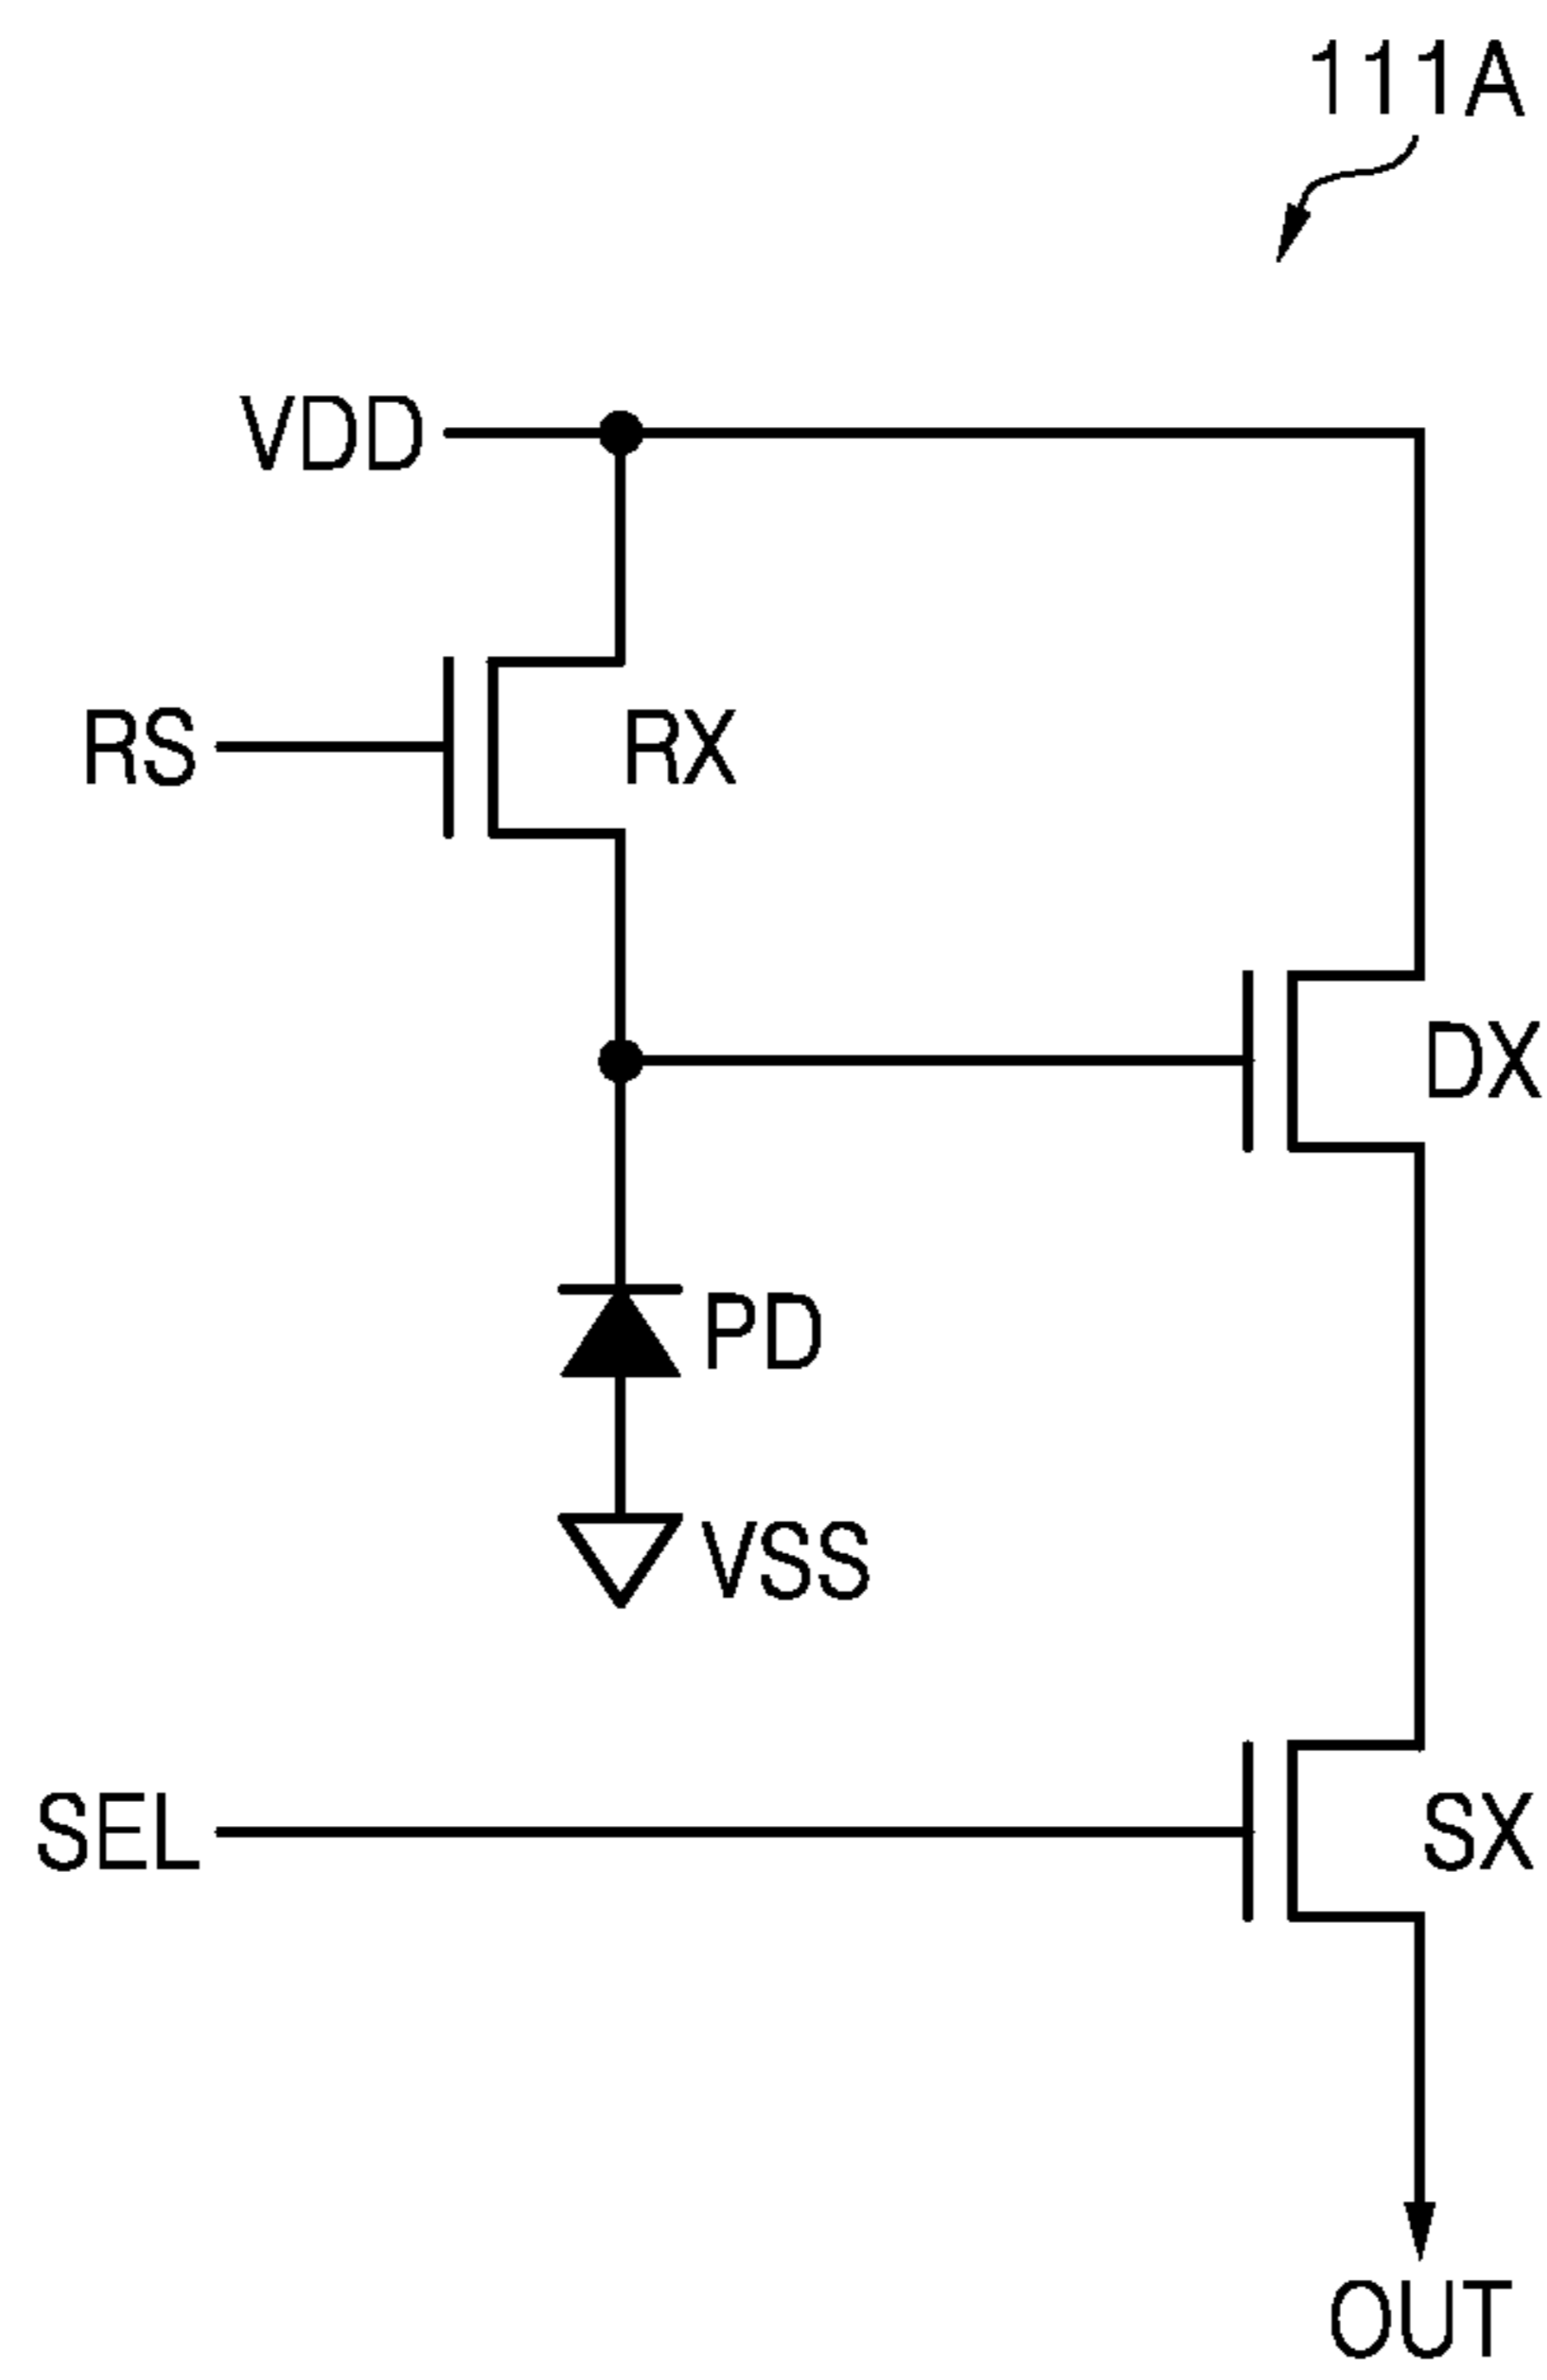 111A
VDD
RS
RX
DX
PD
VSS
SEL
SX
OUT